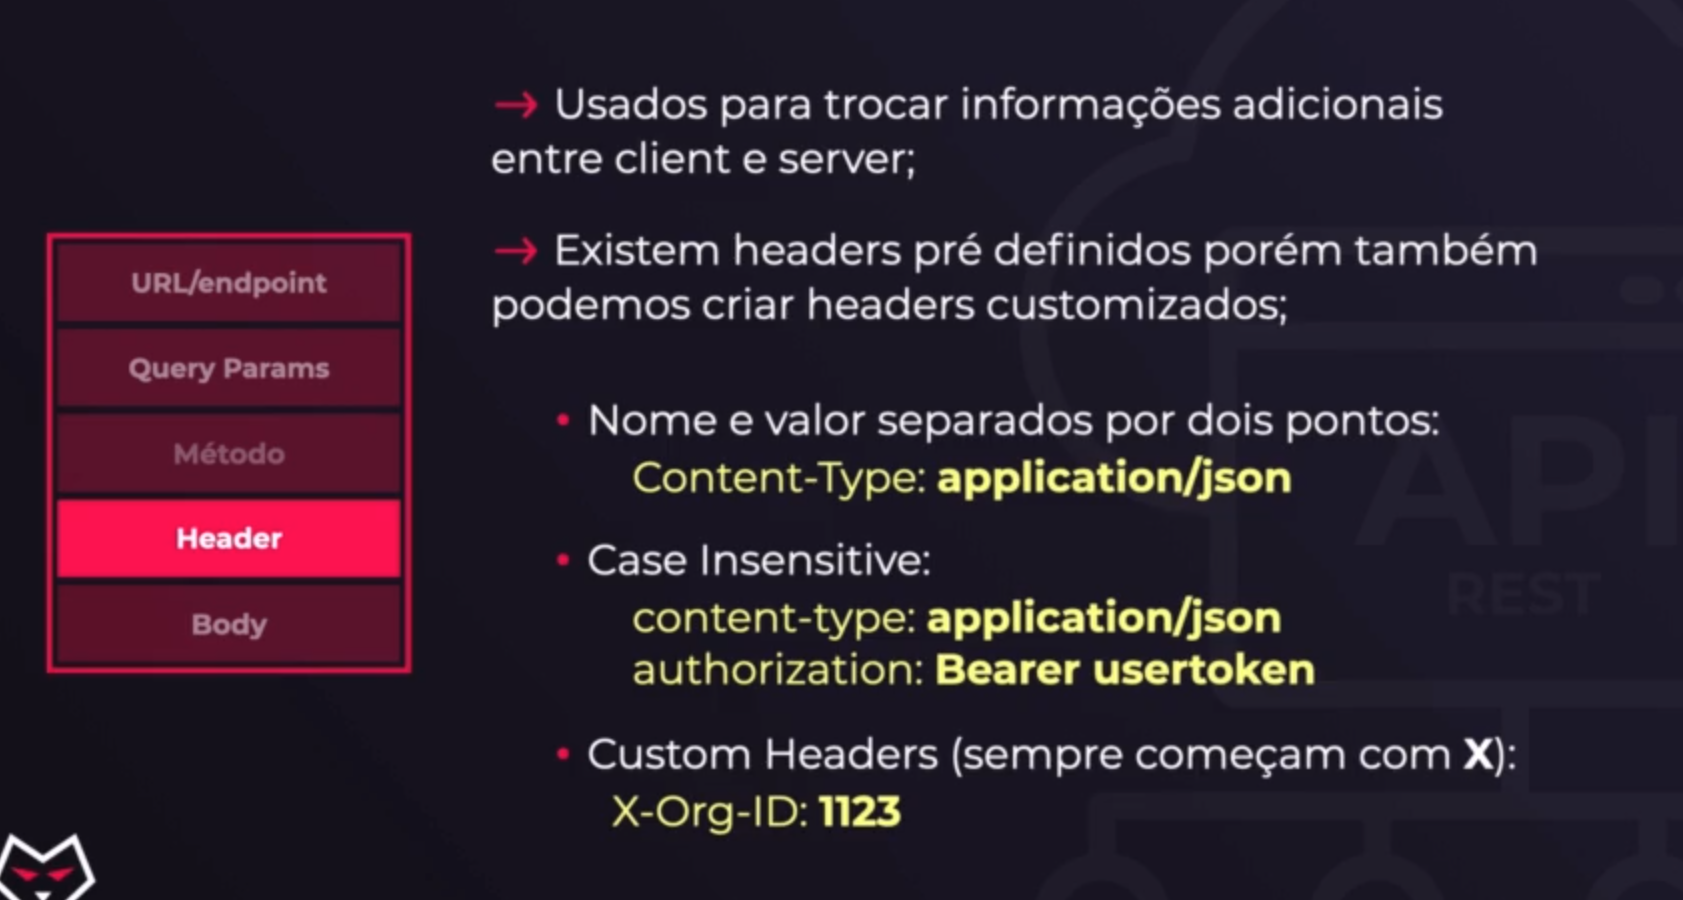 → Usados para trocar informações adicionais
entre client e server;
→ Existem headers pré definidos porém também
podemos criar headers customizados;
URL/endpoint
Query Params
Método
Header
Body
• Nome e valor separados por dois pontos:
Content-Type: application/json
• Case Insensitive:
content-type: application/json
authorization: Bearer usertoken
• Custom Headers (sempre começam com X):
X-Org-ID: 1123
API
REST